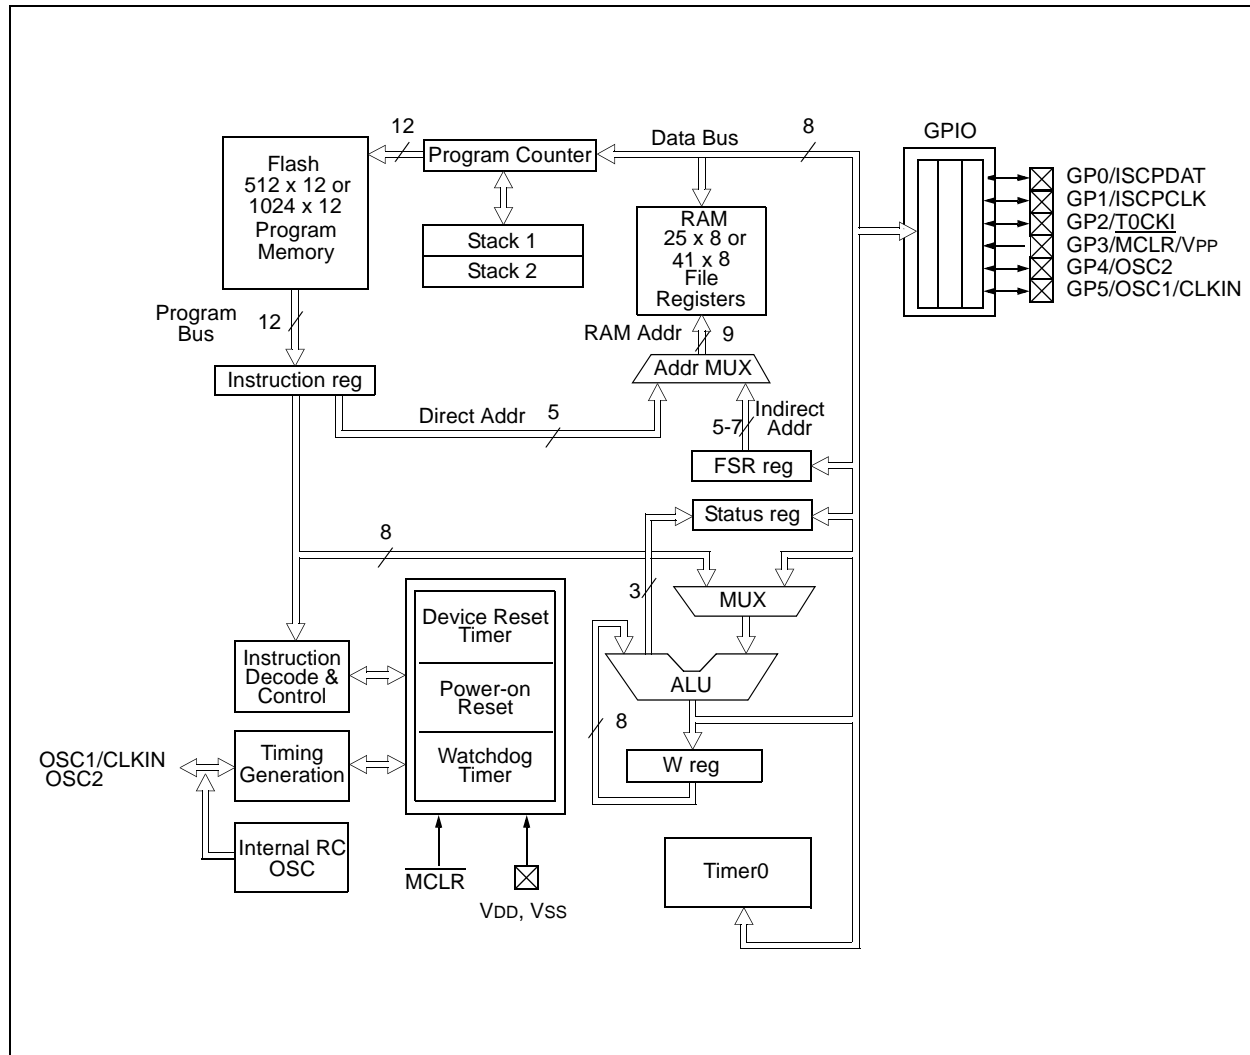 12
Data Bus
8
GPIO
Flash
512 x 12 or
1024 x 12
Program
Memory
Program Counter
Stack 1
Stack 2
RAM
25 x 8 or
41 x 8
File
Registers
GP0/ISCPDAT
GP1/ISCPCLK
GP2/T0CKI
GP3/MCLR/VPP
GP4/OSC2
GP5/OSC1/CLKIN
Program
Bus
12
RAM Addr
9
Addr MUX
Instruction reg
Direct Addr
5
5-7
Indirect
Addr
FSR reg
Status reg
8
3
MUX
Device Reset
Timer
Instruction
Decode &
Control
Power-on
Reset
ALU
8
OSC1/CLKIN
OSC2
Timing
Generation
Watchdog
Timer
W reg
Internal RC
OSC
MCLR
VDD, VSS
Timer0